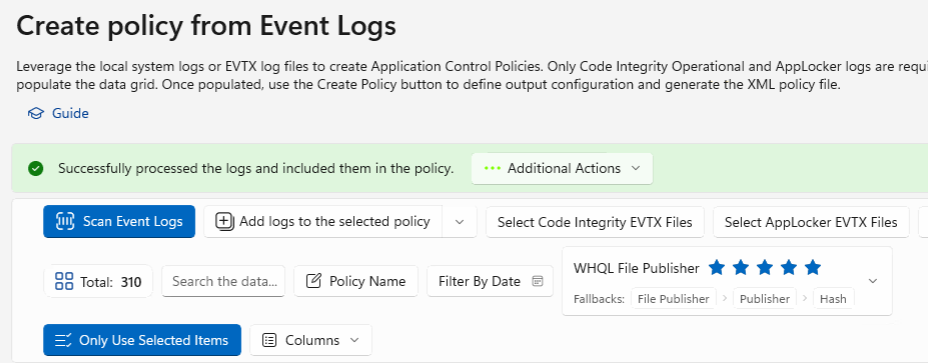 Create policy from Event Logs
Leverage the local system logs or EVTX log files to create Application Control Policies. Only Code Integrity Operational and AppLocker logs are requi
populate the data grid. Once populated, use the Create Policy button to define output configuration and generate the XML policy file.
Guide
Successfully processed the logs and included them in the policy. Additional Actions
Scan Event Logs Add logs to the selected policy Select Code Integrity EVTX Files Select AppLocker EVTX Files
Total: 310 Search the data... Policy Name Filter By Date WHQL File Publisher
Fallbacks: File Publisher Publisher Hash
Only Use Selected Items Columns